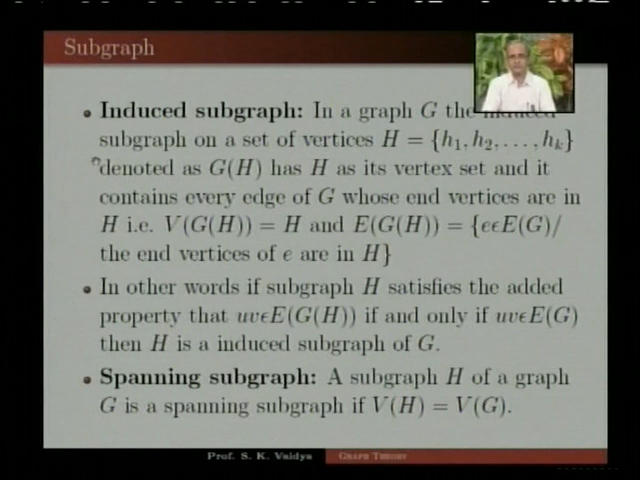 Subgraph
• Induced subgraph: In a graph G the induced
subgraph on a set of vertices H = {h₁, h₂, . . . , hₖ}
denoted as G(H) has H as its vertex set and it
contains every edge of G whose end vertices are in
H i.e. V(G(H)) = H and E(G(H)) = {eϵE(G)/
the end vertices of e are in H}
• In other words if subgraph H satisfies the added
property that uvϵE(G(H)) if and only if uvϵE(G)
then H is a induced subgraph of G.
• Spanning subgraph: A subgraph H of a graph
G is a spanning subgraph if V(H) = V(G).
Prof. S. K. Vaidya Graph Theory